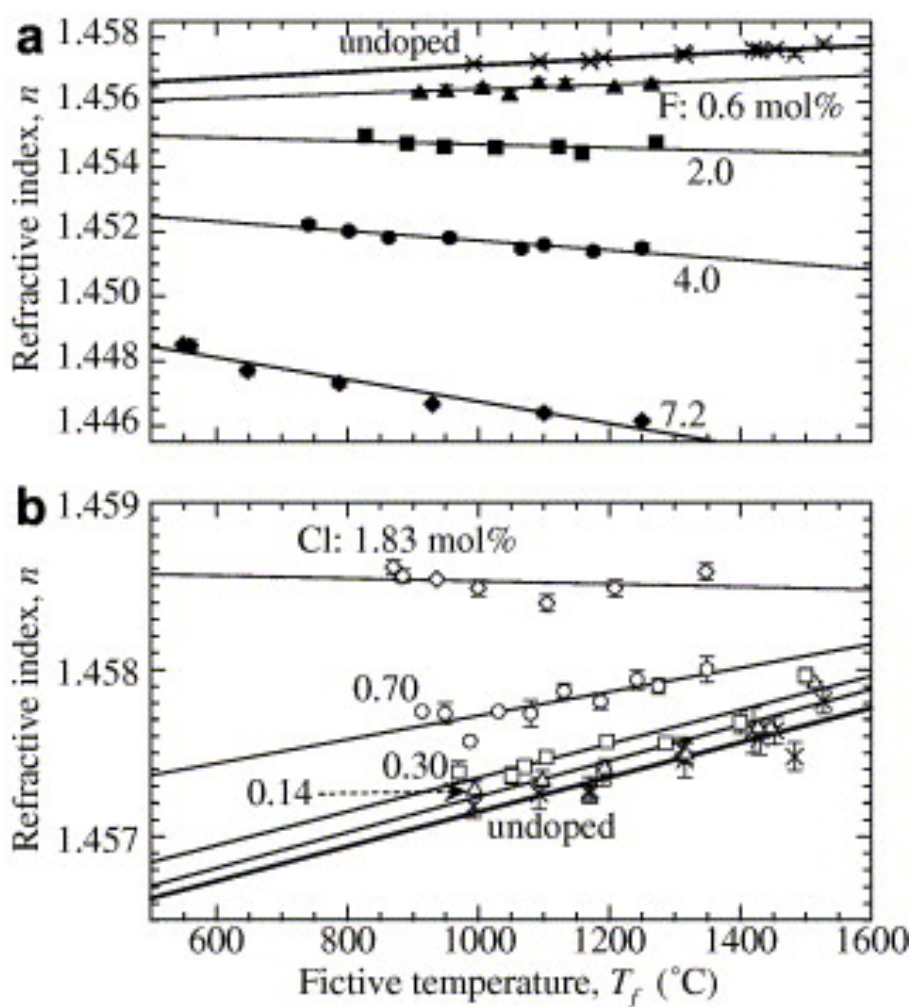 a
1.458
undoped
1.456
F: 0.6 mol%
1.454
2.0
1.452
4.0
1.450
1.448
1.446
7.2
Refractive index, n
b
1.459
Cl: 1.83 mol%
1.458
0.70
0.30
0.14
1.457
undoped
Refractive index, n
600 800 1000 1200 1400 1600
Fictive temperature, Tf (°C)